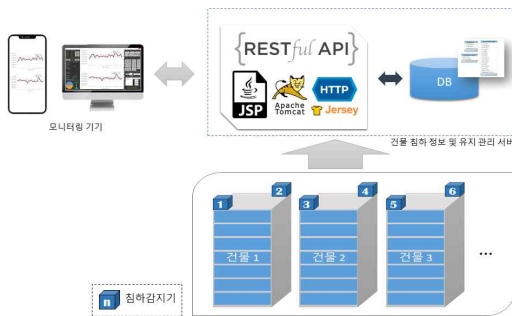 {RESTful API}
JSP
Apache
Tomcat
HTTP
Jersey
DB
모니터링 기기
건물 침하 정보 및 유지 관리 서버
1
2
3
4
5
6
건물 1
건물 2
건물 3
...
n
침하감지기